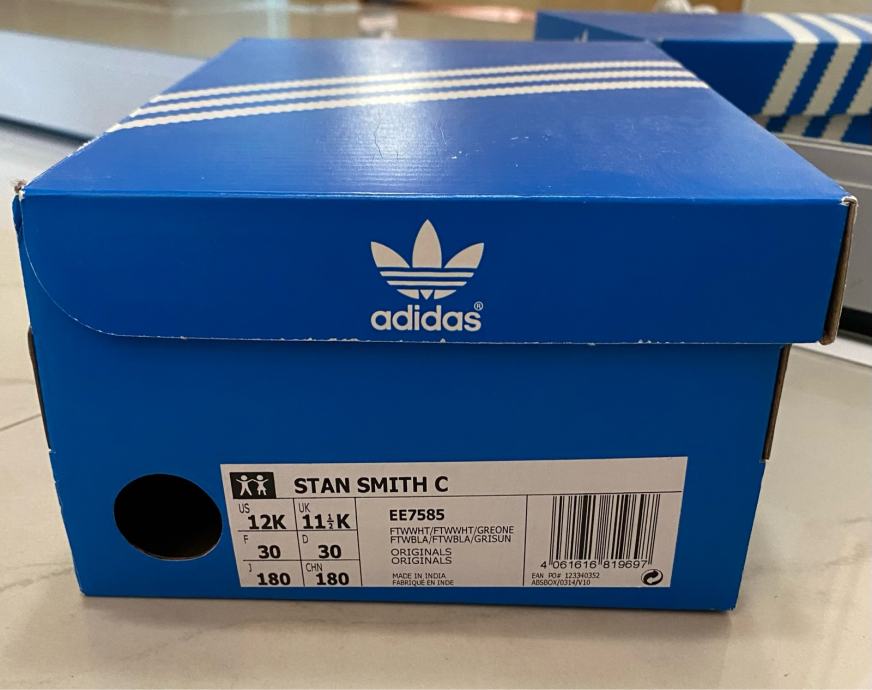 adidas®
STAN SMITH C
US 12K UK 11½K
F 30 D 30
J 180 CHN 180
EE7585
FTWWHT/FTWWHT/GREONE
FTWBLA/FTWBLA/GRISUN
ORIGINALS
ORIGINALS
MADE IN INDIA
FABRIQUÉ EN INDE
4 061616 819697
EAN PO# 123340352
ABSBOX/0314/V10